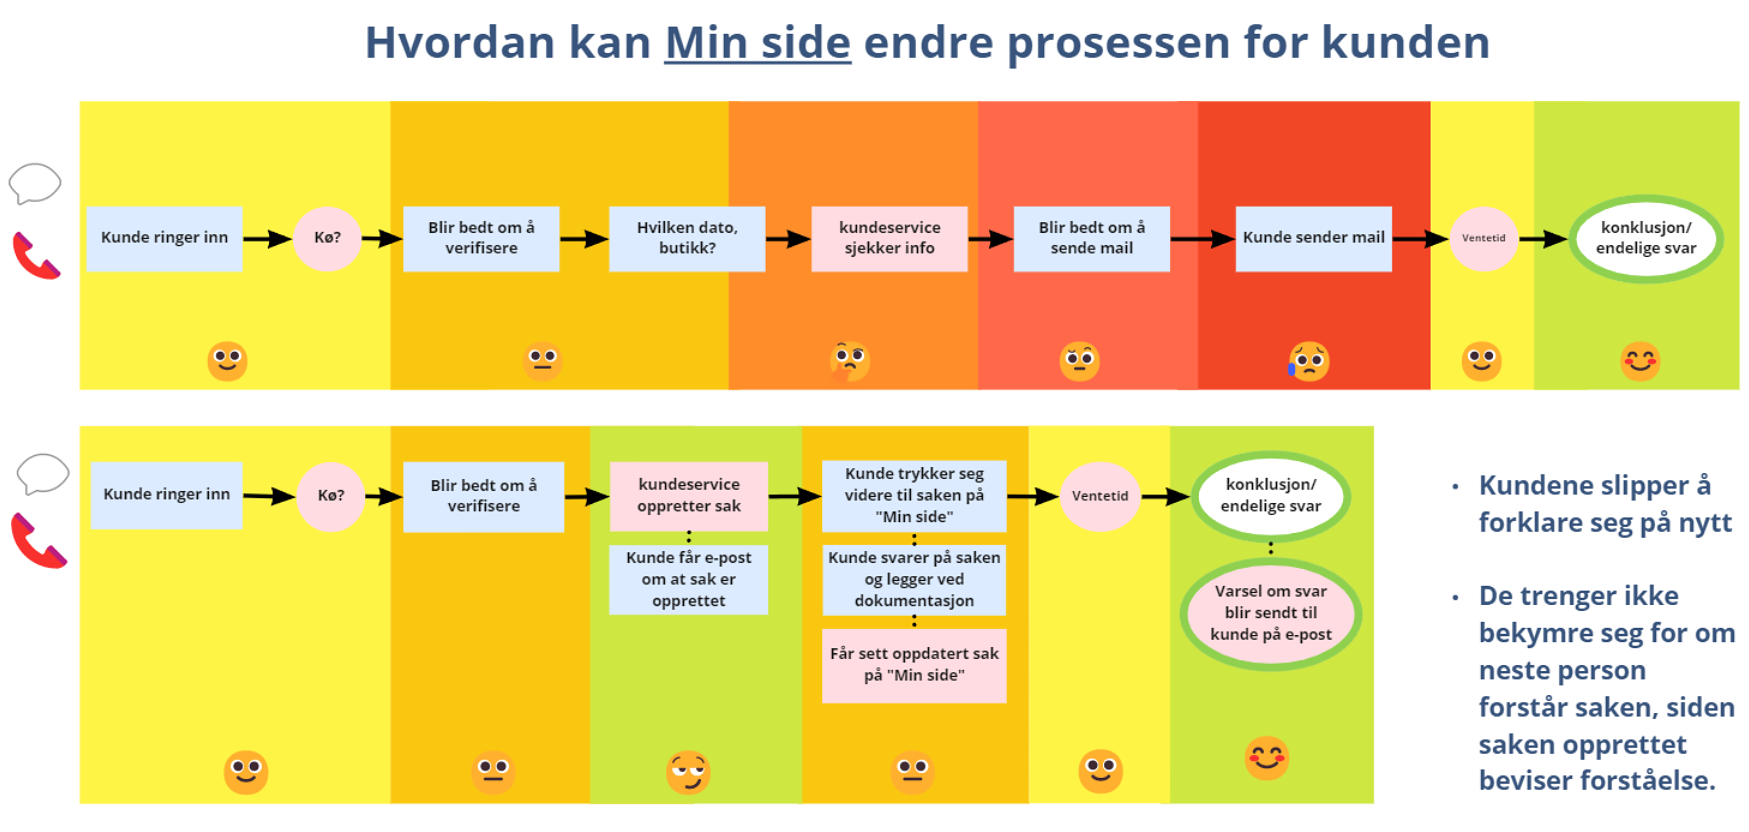 Hvordan kan Min side endre prosessen for kunden
Kunde ringer inn
Kø?
Blir bedt om å
verifisere
Hvilken dato,
butikk?
kundeservice
sjekker info
Blir bedt om å
sende mail
Kunde sender mail
Ventetid
konklusjon/
endelige svar
Kunde ringer inn
Kø?
Blir bedt om å
verifisere
kundeservice
oppretter sak
Kunde får e-post
om at sak er
opprettet
Kunde trykker seg
videre til saken på
"Min side"
Kunde svarer på saken
og legger ved
dokumentasjon
Får sett oppdatert sak
på "Min side"
Ventetid
konklusjon/
endelige svar
Varsel om svar
blir sendt til
kunde på e-post
• Kundene slipper å
forklare seg på nytt
• De trenger ikke
bekymre seg for om
neste person
forstår saken, siden
saken opprettet
beviser forståelse.